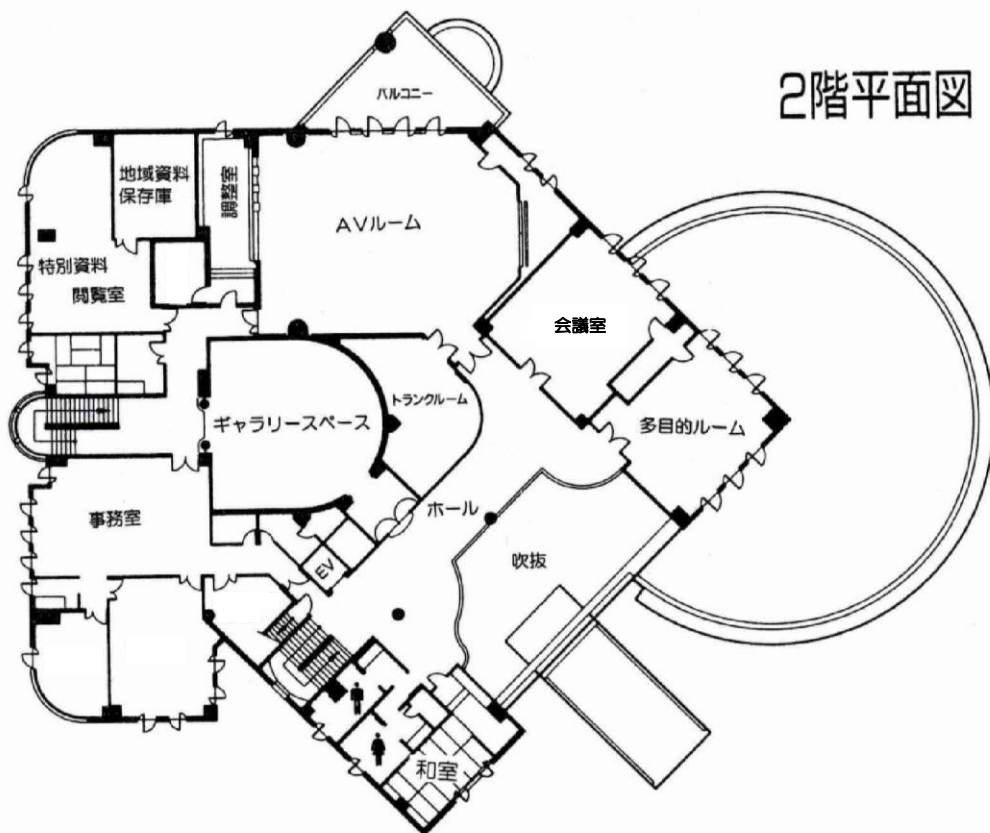 2階平面図
バルコニー
地域資料
保存庫
調整室
AVルーム
特別資料
閲覧室
会議室
トランクルーム
ギャラリースペース
多目的ルーム
ホール
事務室
吹抜
EV
和室